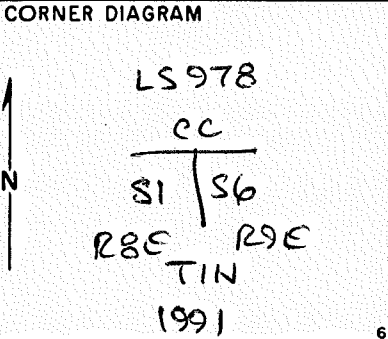 CORNER DIAGRAM
LS978
CC
N
S1 S6
R8E R9E
T1N
1991
6